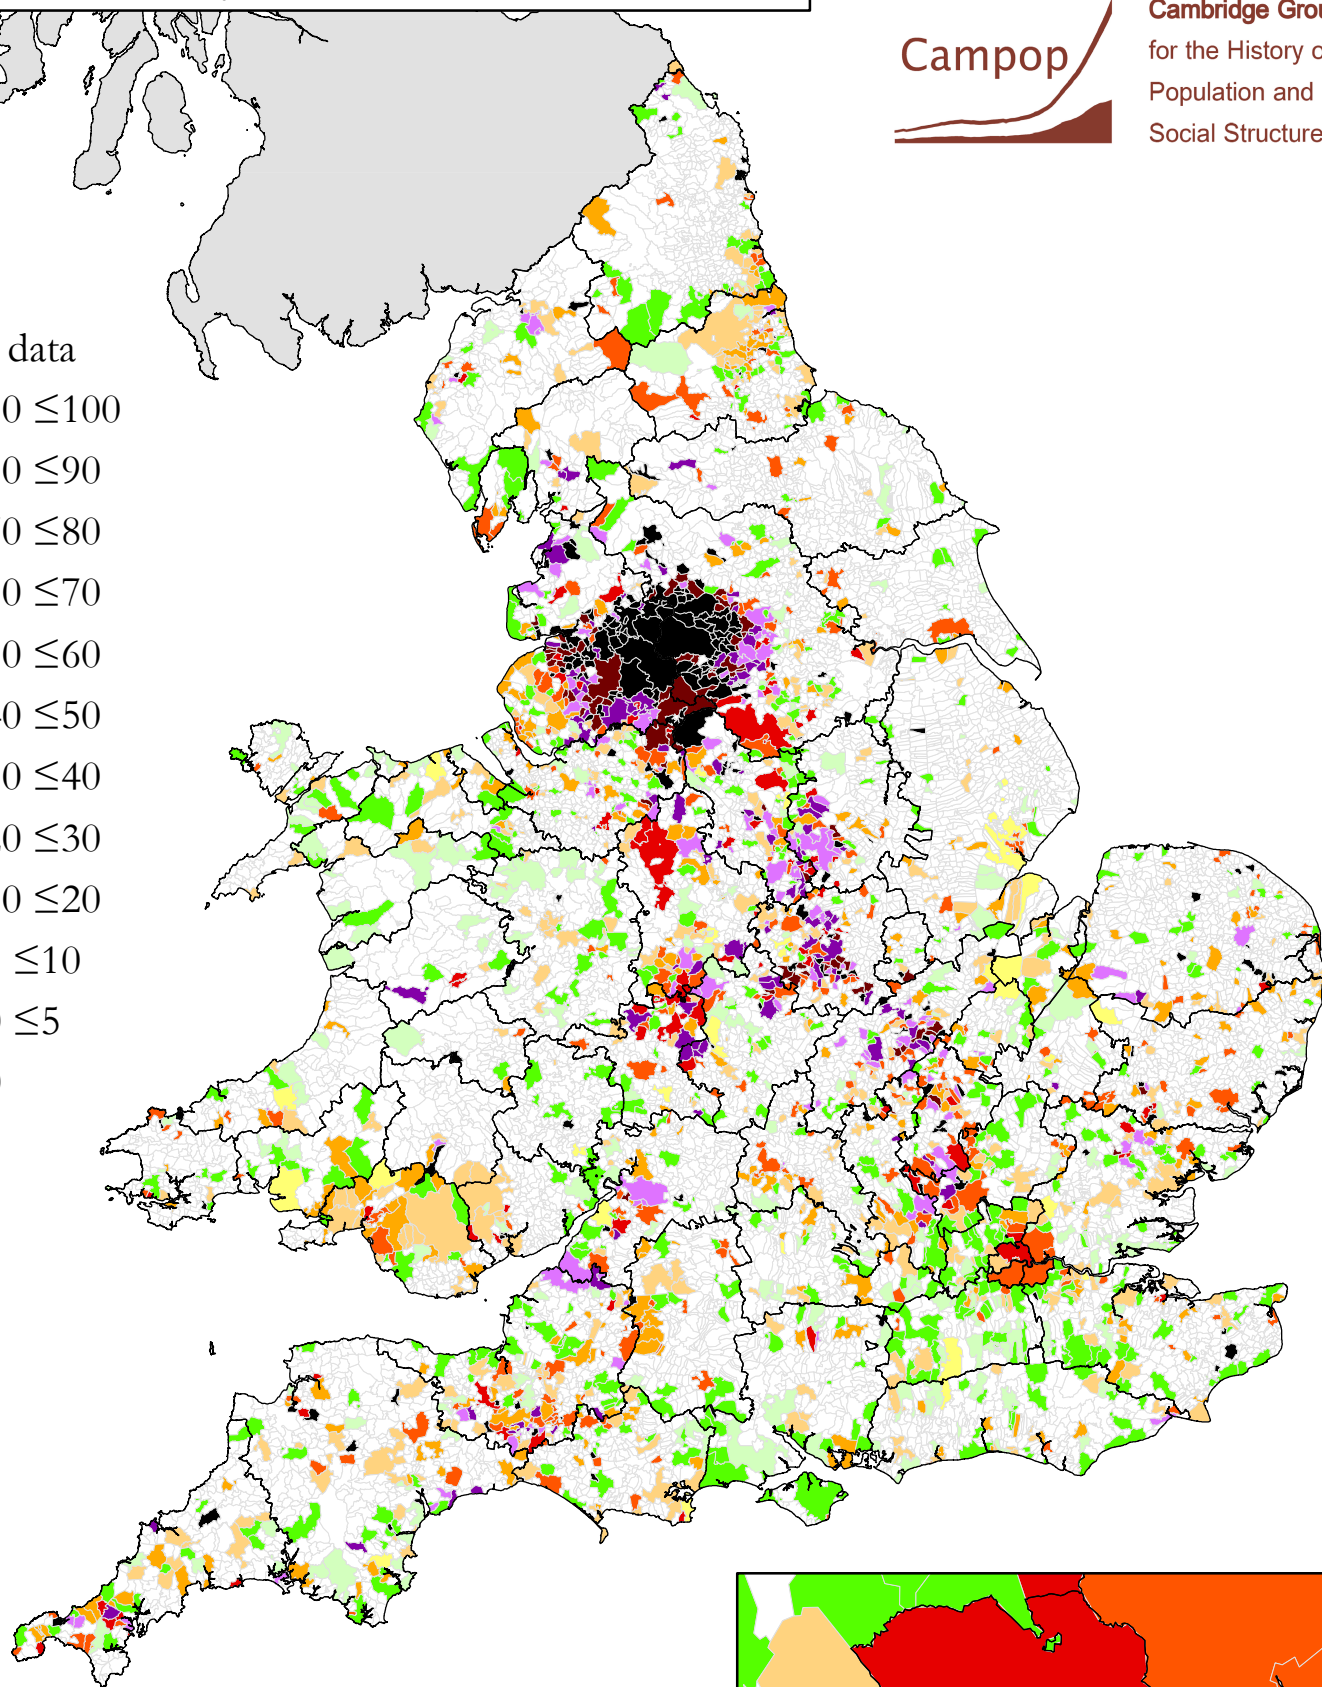 Cambridge Grou
for the History o
Population and
Social Structure
Campop
data
0 ≤100
0 ≤90
0 ≤80
0 ≤70
0 ≤60
0 ≤50
0 ≤40
0 ≤30
0 ≤20
≤10
≤5